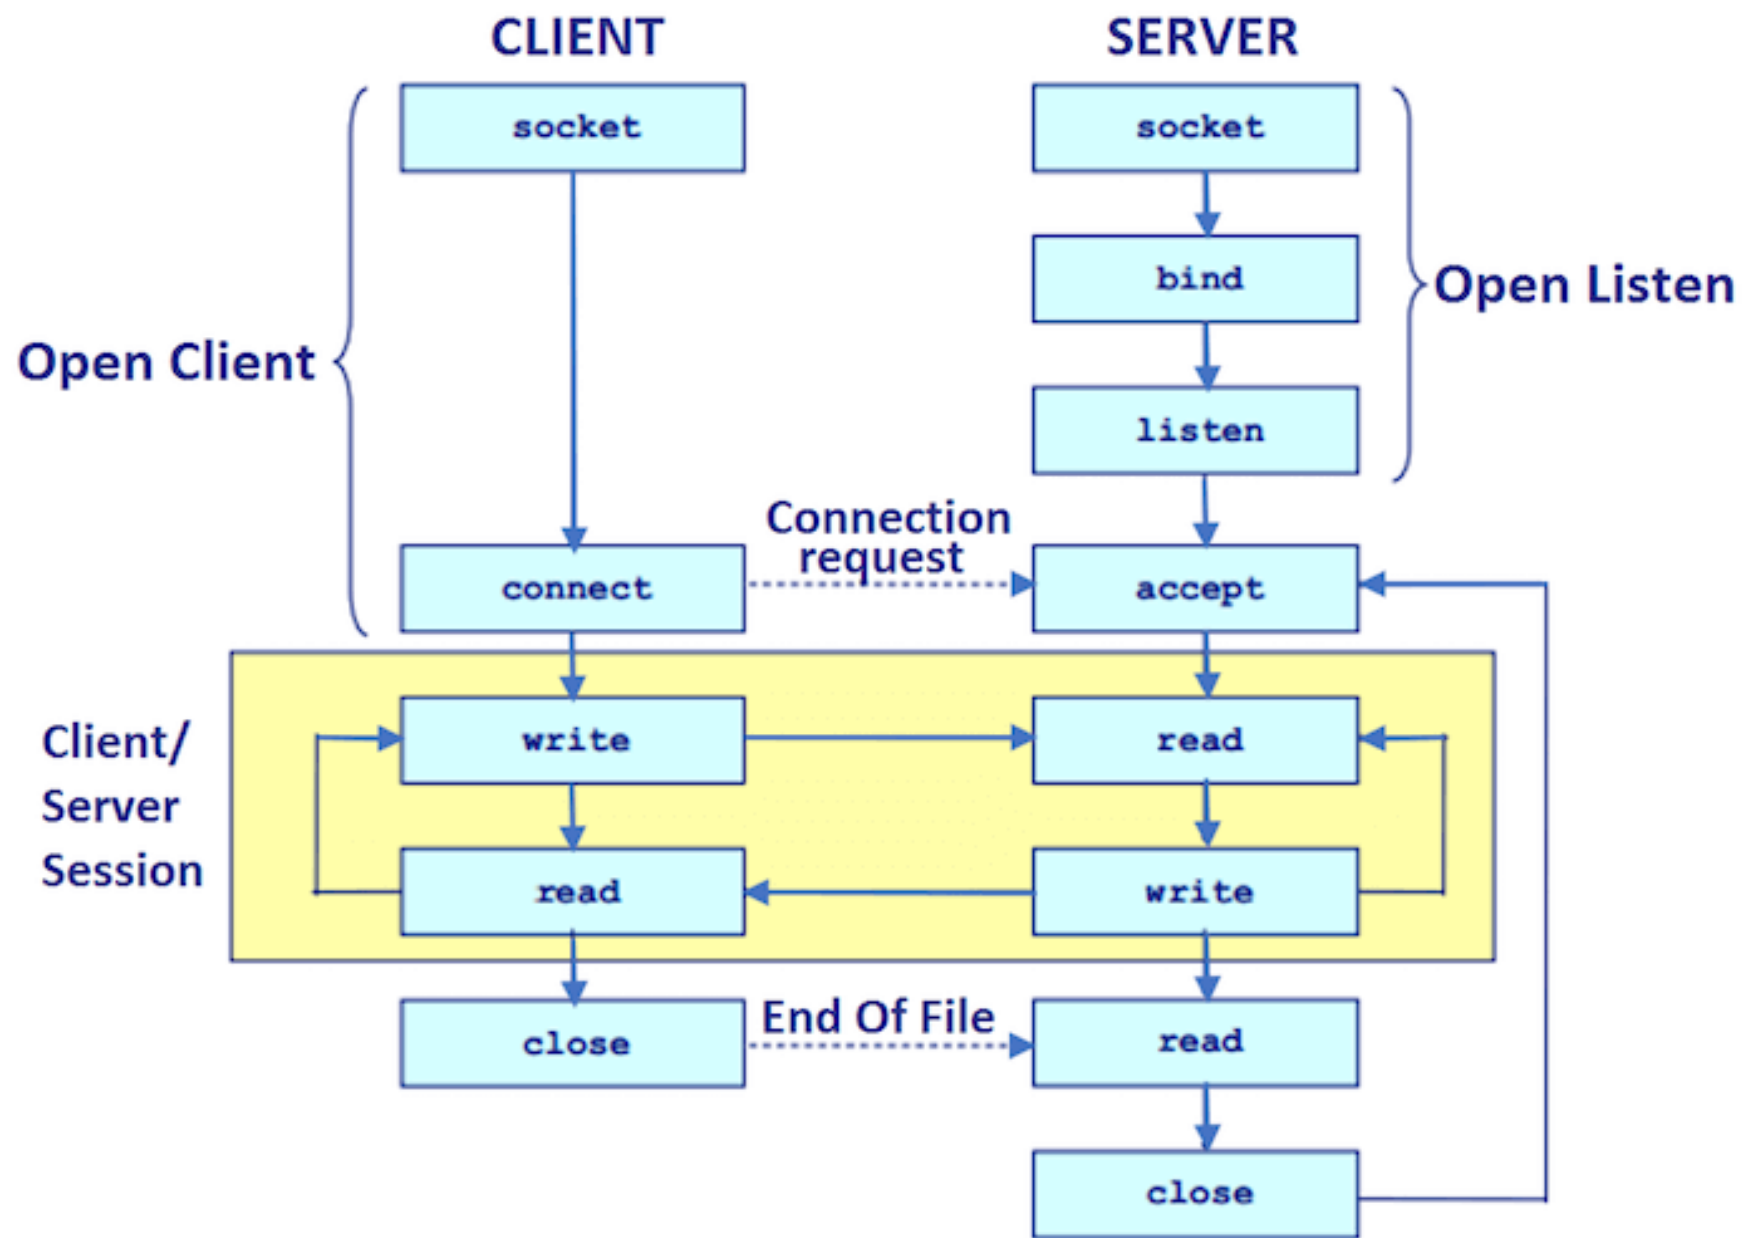 CLIENT
SERVER
socket
socket
bind
Open Listen
Open Client
listen
Connection
request
connect
accept
Client/
Server
Session
write
read
read
write
End Of File
close
read
close